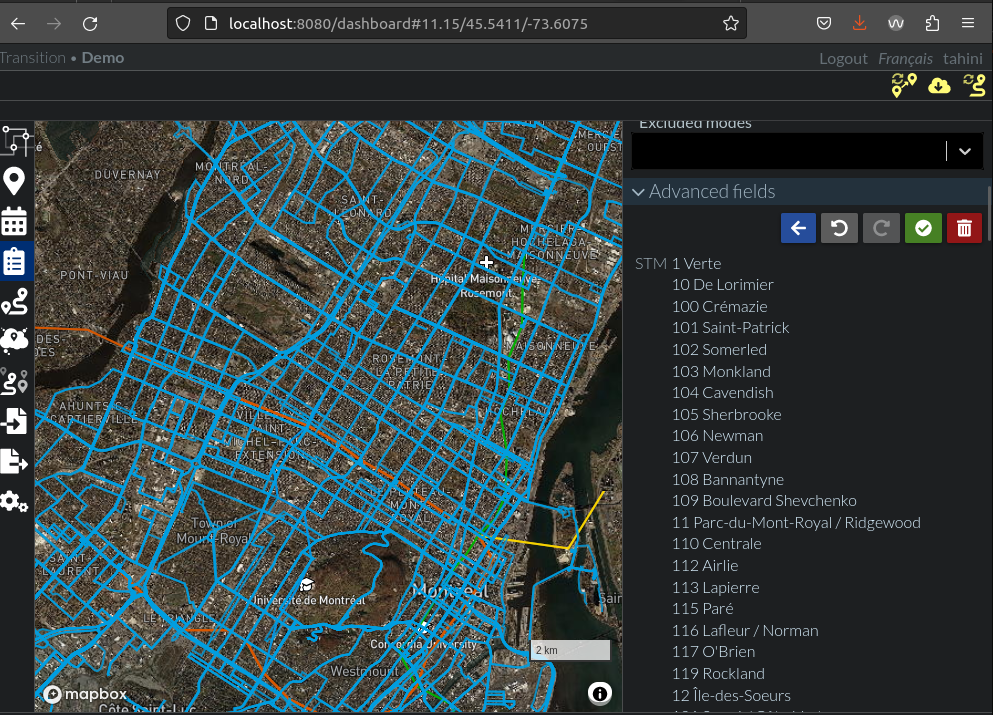 localhost:8080/dashboard#11.15/45.5411/-73.6075
Transition • Demo
Logout Français tahini
Excluded modes
Advanced fields
STM 1 Verte
10 De Lorimier
100 Crémazie
101 Saint-Patrick
102 Somerled
103 Monkland
104 Cavendish
105 Sherbrooke
106 Newman
107 Verdun
108 Bannantyne
109 Boulevard Shevchenko
11 Parc-du-Mont-Royal / Ridgewood
110 Centrale
112 Airlie
113 Lapierre
115 Paré
116 Lafleur / Norman
117 O'Brien
119 Rockland
12 Île-des-Soeurs
DUVERNAY
MONTRÉAL-
NORD
SAINT-
LÉONARD
MERCIER
OUEST
MERCIER
HOCHELAGA
MAISONNEUVE
Hôpital Maisonneuve-
Rosemont
PONT-VIAU
MAISONNEUVE
ROSEMONT
LA PETITE-
PATRIE
AHUNTSIC
CARTIERVILLE
VILLERAY
SAINT-
MICHEL-PARC-
EXTENSION
HOCHELAGA
LE PLATEAU
MONT-
ROYAL
Town of
Mount-Royal
SAINT-
LAURENT
Université de Montréal
Montréal
LE TRIANGLE
Concordia University
Westmount
2 km
mapbox
Côte Saint-Luc